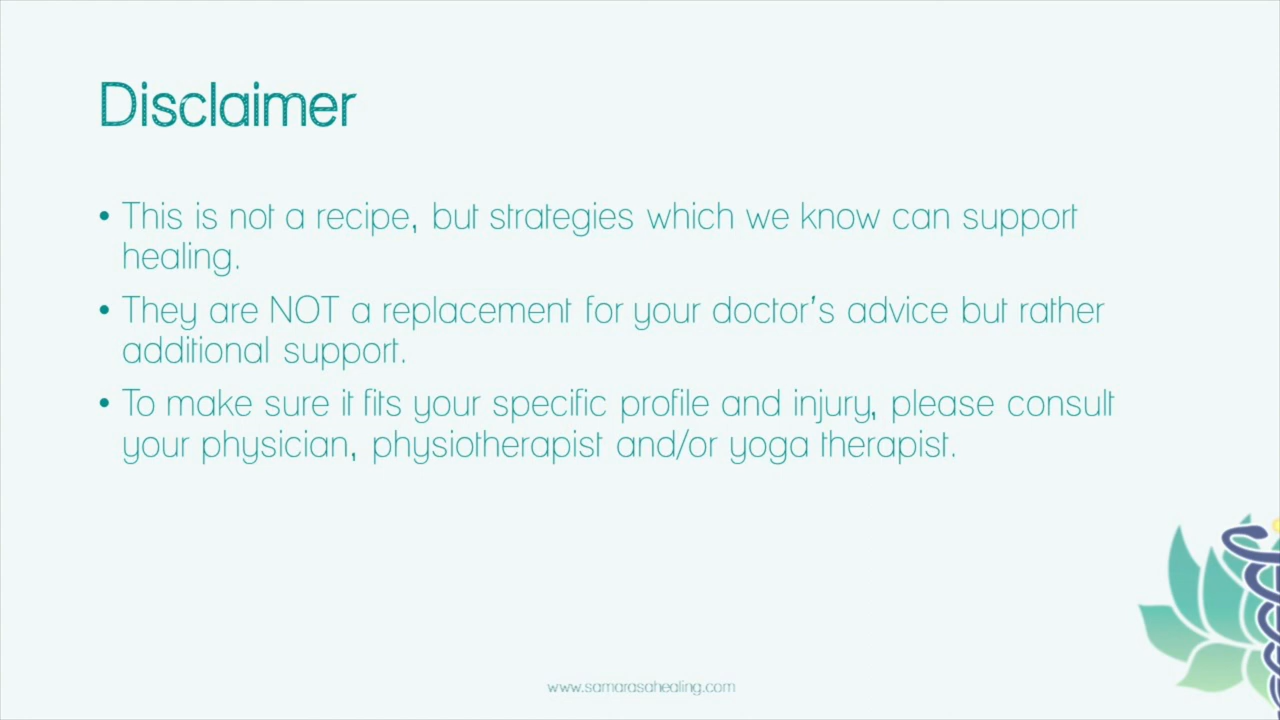 Disclaimer
• This is not a recipe, but strategies which we know can support
healing.
• They are NOT a replacement for your doctor's advice but rather
additional support.
• To make sure it fits your specific profile and injury, please consult
your physician, physiotherapist and/or yoga therapist.
www.samarasahealing.com